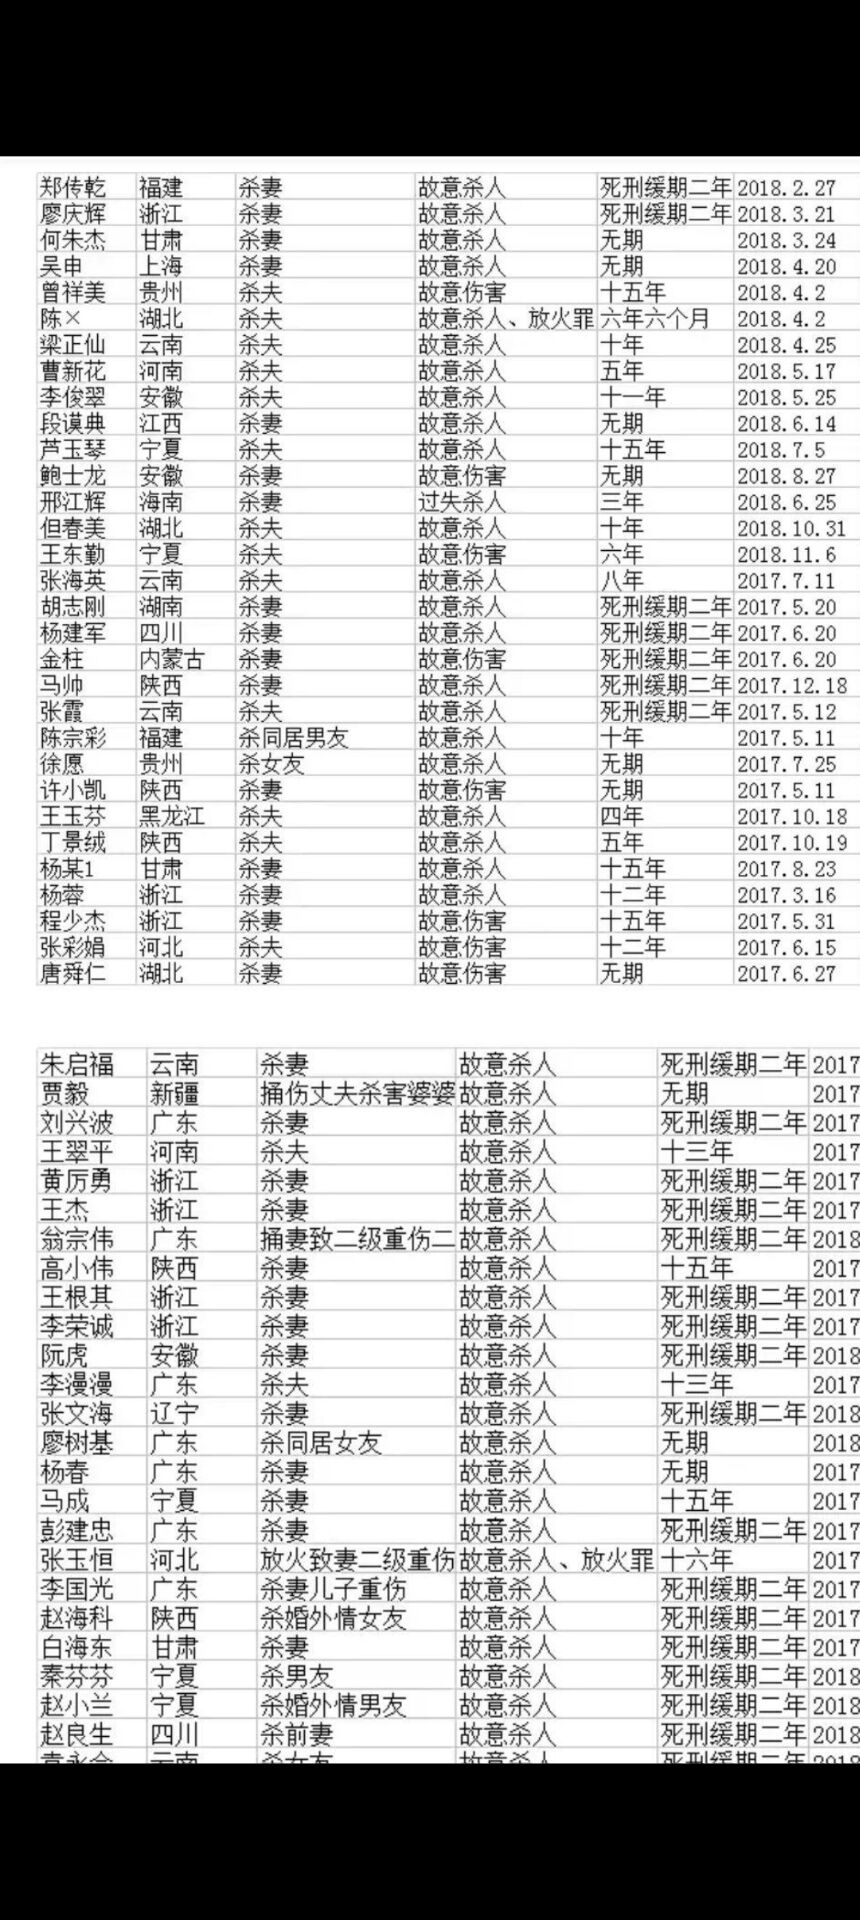 郑传乾 福建 杀妻 故意杀人 死刑缓期二年 2018.2.27
廖庆辉 浙江 杀妻 故意杀人 死刑缓期二年 2018.3.21
何朱杰 甘肃 杀妻 故意杀人 无期 2018.3.24
吴申 上海 杀妻 故意杀人 无期 2018.4.20
曾祥美 贵州 杀夫 故意伤害 十五年 2018.4.2
陈× 湖北 杀夫 故意杀人、放火罪 六年六个月 2018.4.2
梁正仙 云南 杀夫 故意杀人 十年 2018.4.25
曹新花 河南 杀夫 故意杀人 五年 2018.5.17
李俊翠 安徽 杀夫 故意杀人 十一年 2018.5.25
段谟典 江西 杀妻 故意杀人 无期 2018.6.14
芦玉琴 宁夏 杀夫 故意杀人 十五年 2018.7.5
鲍士龙 安徽 杀妻 故意伤害 无期 2018.8.27
邢江辉 海南 杀妻 过失杀人 三年 2018.6.25
但春美 湖北 杀夫 故意杀人 十年 2018.10.31
王东勤 宁夏 杀夫 故意伤害 六年 2018.11.6
张海英 云南 杀夫 故意杀人 八年 2017.7.11
胡志刚 湖南 杀妻 故意杀人 死刑缓期二年 2017.5.20
杨建军 四川 杀妻 故意杀人 死刑缓期二年 2017.6.20
金柱 内蒙古 杀妻 故意伤害 死刑缓期二年 2017.6.20
马帅 陕西 杀妻 故意杀人 死刑缓期二年 2017.12.18
张霞 云南 杀夫 故意杀人 死刑缓期二年 2017.5.12
陈宗彩 福建 杀同居男友 故意杀人 十年 2017.5.11
徐愿 贵州 杀女友 故意杀人 无期 2017.7.25
许小凯 陕西 杀妻 故意伤害 无期 2017.5.11
王玉芬 黑龙江 杀夫 故意杀人 四年 2017.10.18
丁景绒 陕西 杀夫 故意杀人 五年 2017.10.19
杨某1 甘肃 杀妻 故意杀人 十五年 2017.8.23
杨蓉 浙江 杀妻 故意杀人 十二年 2017.3.16
程少杰 浙江 杀妻 故意伤害 十五年 2017.5.31
张彩娟 河北 杀夫 故意伤害 十二年 2017.6.15
唐舜仁 湖北 杀妻 故意伤害 无期 2017.6.27
朱启福 云南 杀妻 故意杀人 死刑缓期二年 2017
贾毅 新疆 捅伤丈夫杀害婆婆 故意杀人 无期 2017
刘兴波 广东 杀妻 故意杀人 死刑缓期二年 2017
王翠平 河南 杀夫 故意杀人 十三年 2017
黄厉勇 浙江 杀妻 故意杀人 死刑缓期二年 2017
王杰 浙江 杀妻 故意杀人 死刑缓期二年 2017
翁宗伟 广东 捅妻致二级重伤二 故意杀人 死刑缓期二年 2018
高小伟 陕西 杀妻 故意杀人 十五年 2017
王根其 浙江 杀妻 故意杀人 死刑缓期二年 2017
李荣诚 浙江 杀妻 故意杀人 死刑缓期二年 2017
阮虎 安徽 杀妻 故意杀人 死刑缓期二年 2018
李漫漫 广东 杀夫 故意杀人 十三年 2017
张文海 辽宁 杀妻 故意杀人 死刑缓期二年 2018
廖树基 广东 杀同居女友 故意杀人 无期 2018
杨春 广东 杀妻 故意杀人 无期 2017
马成 宁夏 杀妻 故意杀人 十五年 2017
彭建忠 广东 杀妻 故意杀人 死刑缓期二年 2017
张玉恒 河北 放火致妻二级重伤 故意杀人、放火罪 十六年 2017
李国光 广东 杀妻儿子重伤 故意杀人 死刑缓期二年 2017
赵海科 陕西 杀婚外情女友 故意杀人 死刑缓期二年 2017
白海东 甘肃 杀妻 故意杀人 死刑缓期二年 2017
秦芬芬 宁夏 杀男友 故意杀人 死刑缓期二年 2018
赵小兰 宁夏 杀婚外情男友 故意杀人 死刑缓期二年 2018
赵良生 四川 杀前妻 故意杀人 死刑缓期二年 2018
云南 杀女友 故意杀人 死刑缓期二年 2018